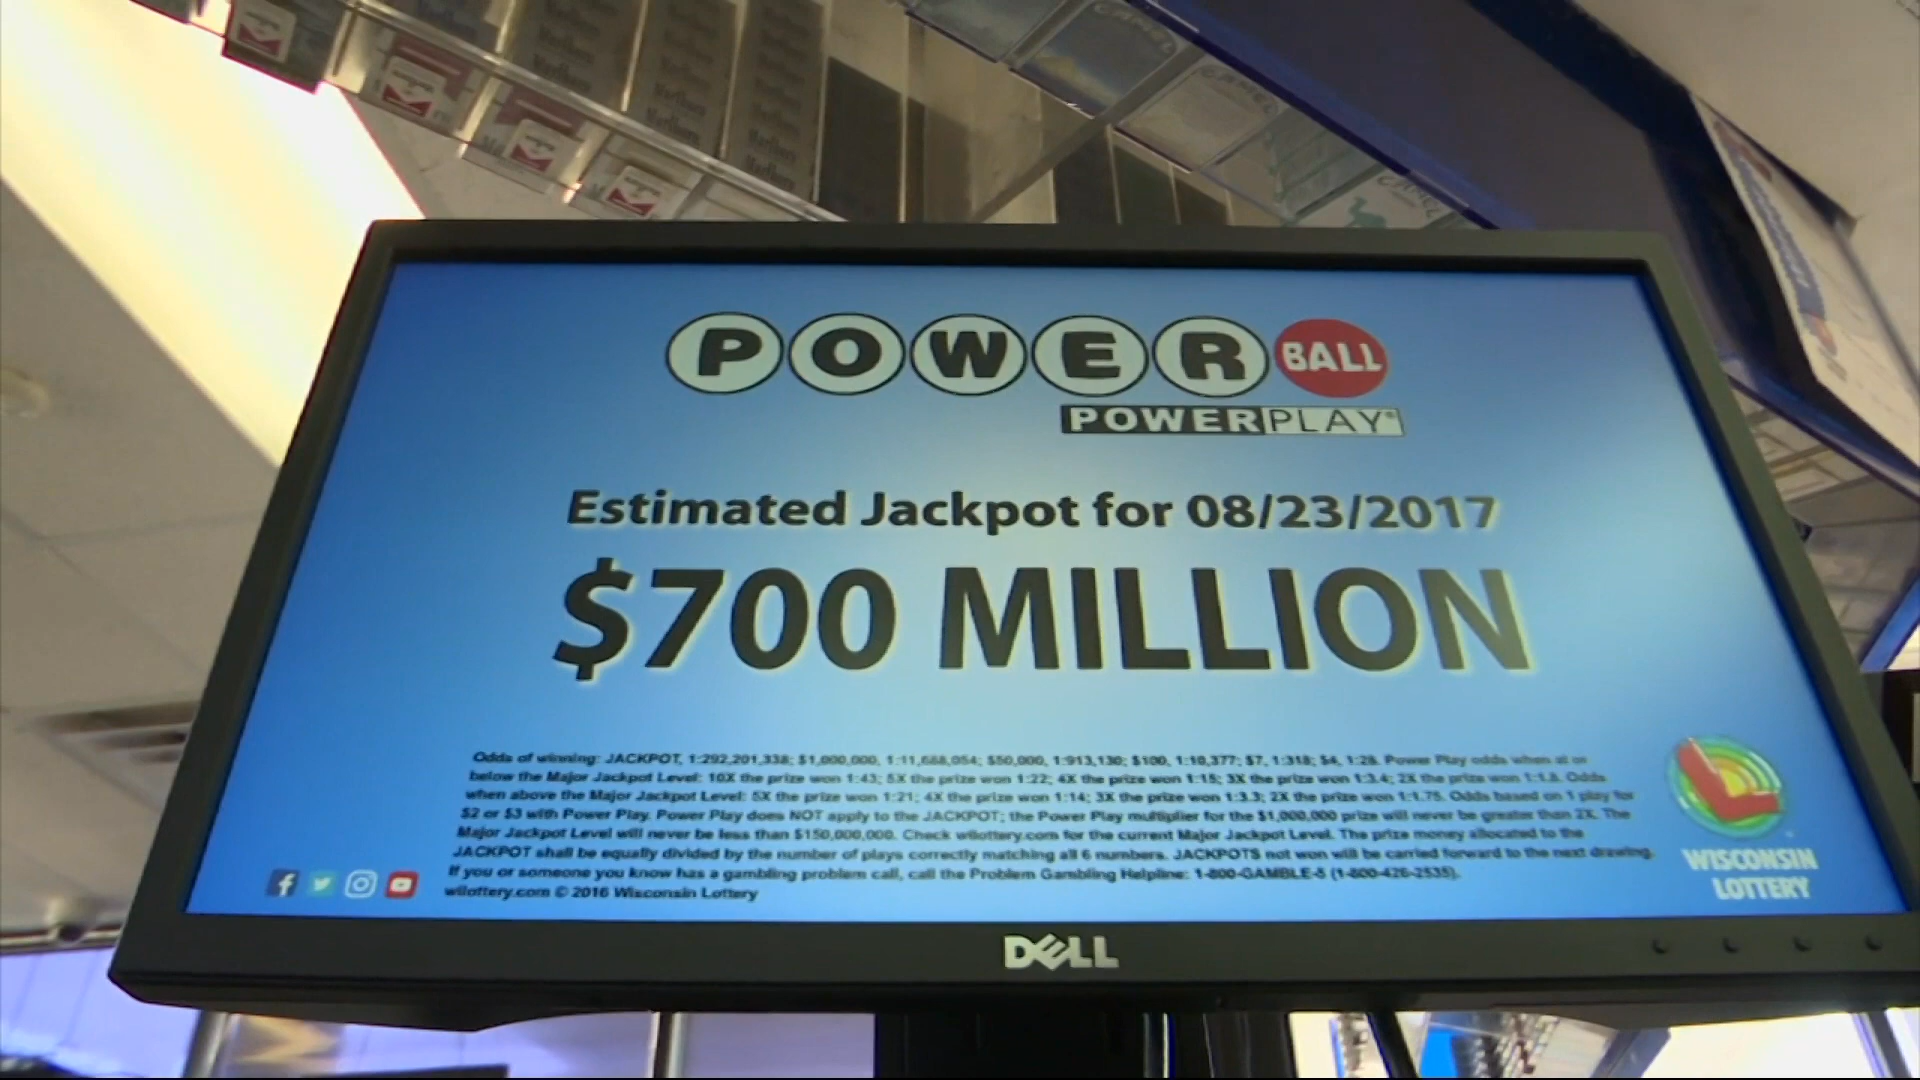 Marlboro
Marlboro
Marlboro
Marlboro
CAMEL
CAMEL
CAMEL
POWER BALL
POWERPLAY®
Estimated Jackpot for 08/23/2017
$700 MILLION
Odds of winning: JACKPOT, 1:292,201,338; $1,000,000, 1:11,688,054; $50,000, 1:913,130; $100, 1:10,377; $7, 1:318; $4, 1:28. Power Play odds when at or
below the Major Jackpot Level: 10X the prize won 1:43; 5X the prize won 1:22; 4X the prize won 1:15; 3X the prize won 1:3.4; 2X the prize won 1:1.8. Odds
when above the Major Jackpot Level: 5X the prize won 1:21; 4X the prize won 1:14; 3X the prize won 1:3.3; 2X the prize won 1:1.75. Odds based on 1 play for
$2 or $3 with Power Play. Power Play does NOT apply to the JACKPOT; the Power Play multiplier for the $1,000,000 prize will never be greater than 2X. The
Major Jackpot Level will never be less than $150,000,000. Check wilottery.com for the current Major Jackpot Level. The prize money allocated to the
JACKPOT shall be equally divided by the number of plays correctly matching all 6 numbers. JACKPOTS not won will be carried forward to the next drawing.
If you or someone you know has a gambling problem call, call the Problem Gambling Helpline: 1-800-GAMBLE-5 (1-800-426-2535).
wilottery.com © 2016 Wisconsin Lottery
WISCONSIN
LOTTERY
DELL